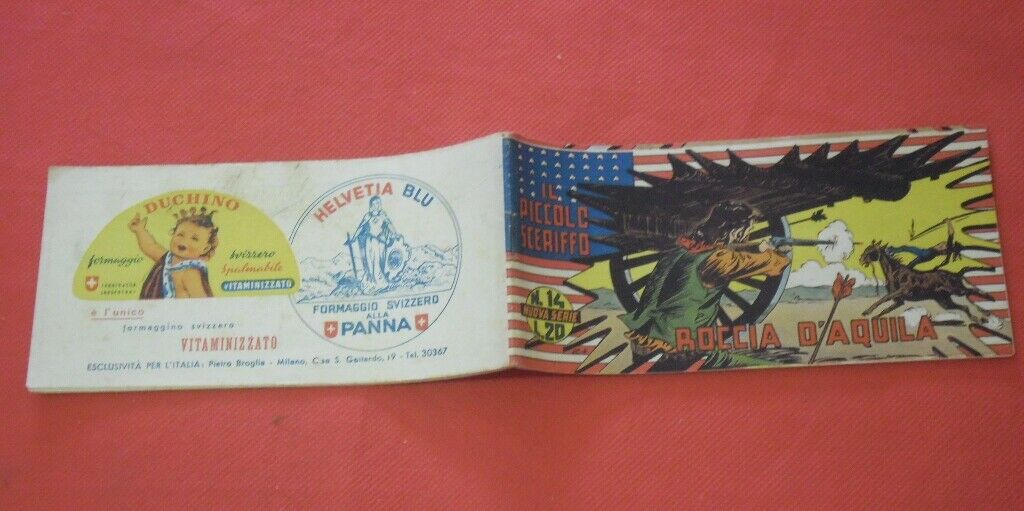 DUCHINO
formaggio
svizzero
Spalmabile
VITAMINIZZATO
è l'unico
formaggino svizzero
VITAMINIZZATO
HELVETIA BLU
FORMAGGIO SVIZZERO
ALLA
PANNA
ESCLUSIVITÀ PER L'ITALIA: Pietro Broglia - Milano, C.so S. Gottardo, 19 - Tel. 30367
IL
PICCOLO
SCERIFFO
N. 14
NUOVA SERIE
L.20
ROCCIA D'AQUILA